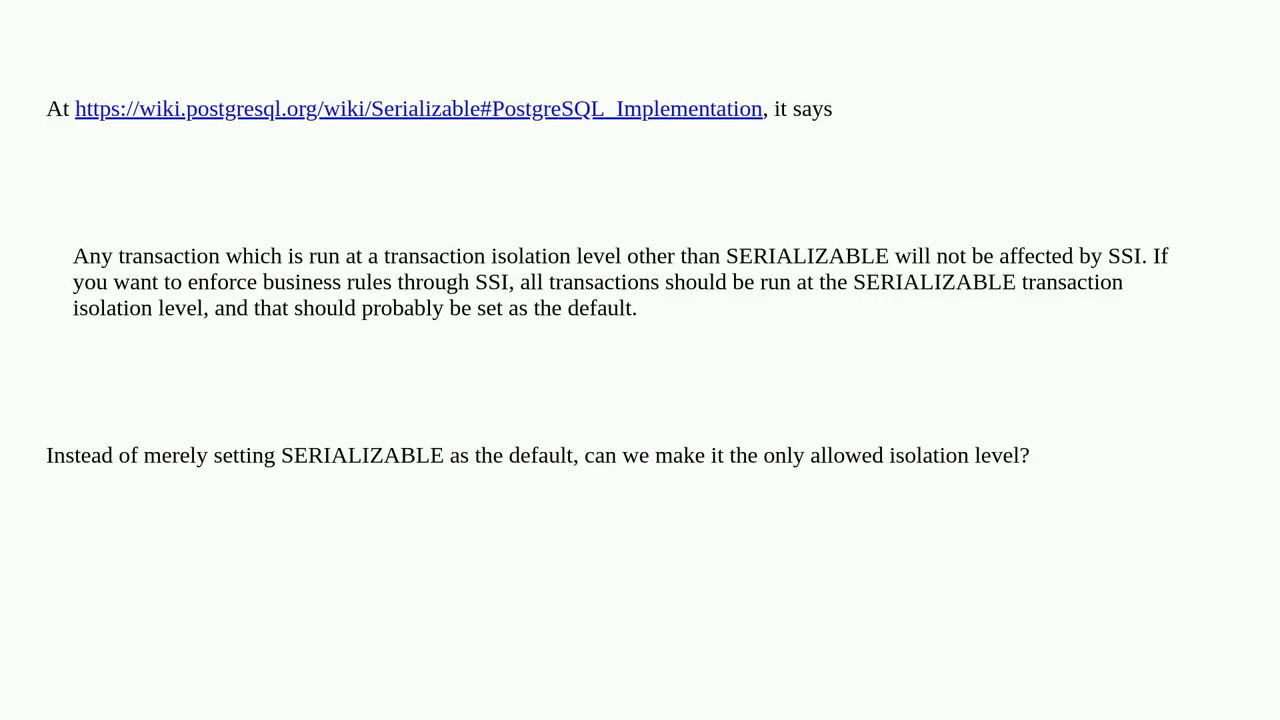 At https://wiki.postgresql.org/wiki/Serializable#PostgreSQL_Implementation, it says
Any transaction which is run at a transaction isolation level other than SERIALIZABLE will not be affected by SSI. If
you want to enforce business rules through SSI, all transactions should be run at the SERIALIZABLE transaction
isolation level, and that should probably be set as the default.
Instead of merely setting SERIALIZABLE as the default, can we make it the only allowed isolation level?